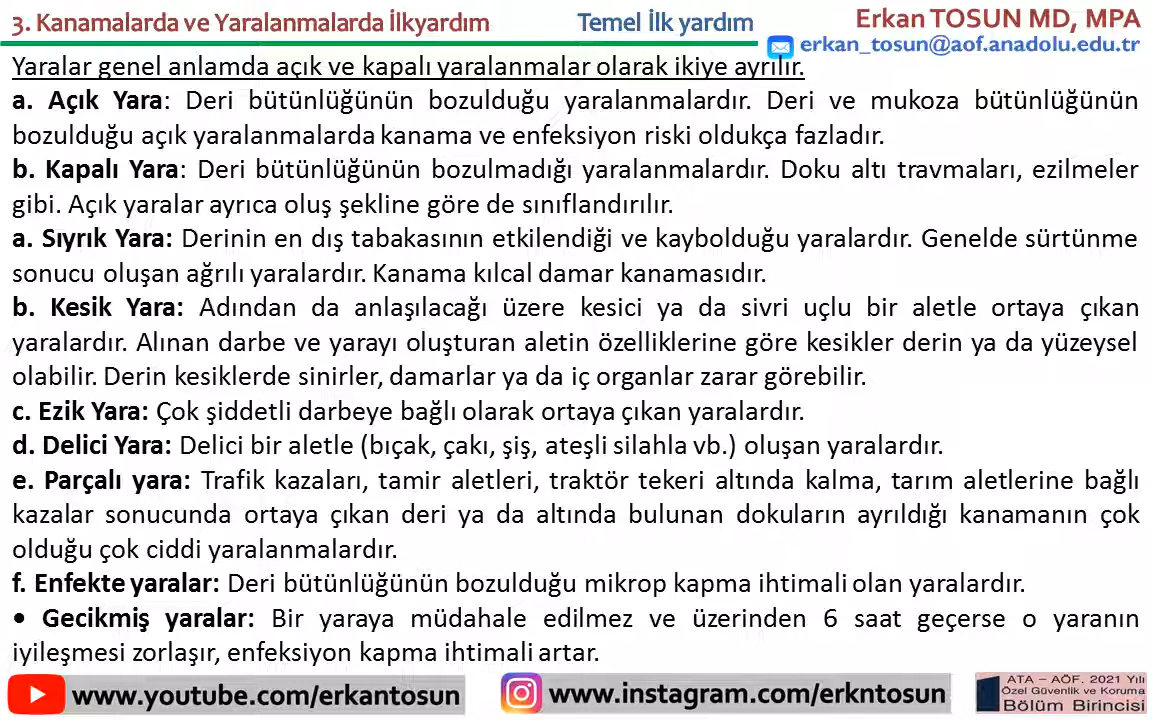 3. Kanamalarda ve Yaralanmalarda İlkyardım Temel İlk yardım Erkan TOSUN MD, MPA
erkan_tosun@aof.anadolu.edu.tr
Yaralar genel anlamda açık ve kapalı yaralanmalar olarak ikiye ayrılır.
a. Açık Yara: Deri bütünlüğünün bozulduğu yaralanmalardır. Deri ve mukoza bütünlüğünün
bozulduğu açık yaralanmalarda kanama ve enfeksiyon riski oldukça fazladır.
b. Kapalı Yara: Deri bütünlüğünün bozulmadığı yaralanmalardır. Doku altı travmaları, ezilmeler
gibi. Açık yaralar ayrıca oluş şekline göre de sınıflandırılır.
a. Sıyrık Yara: Derinin en dış tabakasının etkilendiği ve kaybolduğu yaralardır. Genelde sürtünme
sonucu oluşan ağrılı yaralardır. Kanama kılcal damar kanamasıdır.
b. Kesik Yara: Adından da anlaşılacağı üzere kesici ya da sivri uçlu bir aletle ortaya çıkan
yaralardır. Alınan darbe ve yarayı oluşturan aletin özelliklerine göre kesikler derin ya da yüzeysel
olabilir. Derin kesiklerde sinirler, damarlar ya da iç organlar zarar görebilir.
c. Ezik Yara: Çok şiddetli darbeye bağlı olarak ortaya çıkan yaralardır.
d. Delici Yara: Delici bir aletle (bıçak, çakı, şiş, ateşli silahla vb.) oluşan yaralardır.
e. Parçalı yara: Trafik kazaları, tamir aletleri, traktör tekeri altında kalma, tarım aletlerine bağlı
kazalar sonucunda ortaya çıkan deri ya da altında bulunan dokuların ayrıldığı kanamanın çok
olduğu çok ciddi yaralanmalardır.
f. Enfekte yaralar: Deri bütünlüğünün bozulduğu mikrop kapma ihtimali olan yaralardır.
• Gecikmiş yaralar: Bir yaraya müdahale edilmez ve üzerinden 6 saat geçerse o yaranın
iyileşmesi zorlaşır, enfeksiyon kapma ihtimali artar.
www.youtube.com/erkantosun www.instagram.com/erkntosun
ATA – AÖF. 2021 Yılı
Özel Güvenlik ve Koruma
Bölüm Birincisi